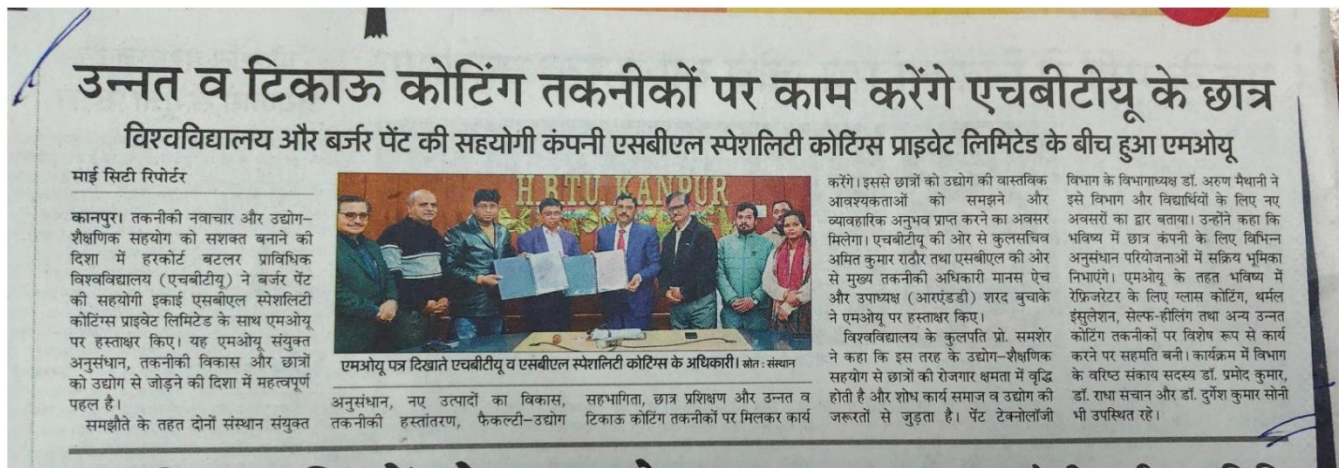 उन्नत व टिकाऊ कोटिंग तकनीकों पर काम करेंगे एचबीटीयू के छात्र
विश्वविद्यालय और बर्जर पेंट की सहयोगी कंपनी एसबीएल स्पेशलिटी कोटिंग्स प्राइवेट लिमिटेड के बीच हुआ एमओयू
माई सिटी रिपोर्टर
कानपुर। तकनीकी नवाचार और उद्योग-
शैक्षणिक सहयोग को सशक्त बनाने की
दिशा में हरकोर्ट बटलर प्राविधिक
विश्वविद्यालय (एचबीटीयू) ने बर्जर पेंट
की सहयोगी इकाई एसबीएल स्पेशलिटी
कोटिंग्स प्राइवेट लिमिटेड के साथ एमओयू
पर हस्ताक्षर किए। यह एमओयू संयुक्त
अनुसंधान, तकनीकी विकास और छात्रों
को उद्योग से जोड़ने की दिशा में महत्वपूर्ण
पहल है।
समझौते के तहत दोनों संस्थान संयुक्त
H.B.T.U. KANPUR
एमओयू पत्र दिखाते एचबीटीयू व एसबीएल स्पेशलिटी कोटिंग्स के अधिकारी। स्रोत : संस्थान
अनुसंधान, नए उत्पादों का विकास,
तकनीकी हस्तांतरण, फैकल्टी-उद्योग
सहभागिता, छात्र प्रशिक्षण और उन्नत व
टिकाऊ कोटिंग तकनीकों पर मिलकर कार्य
करेंगे। इससे छात्रों को उद्योग की वास्तविक
आवश्यकताओं को समझने और
व्यावहारिक अनुभव प्राप्त करने का अवसर
मिलेगा। एचबीटीयू की ओर से कुलसचिव
अमित कुमार राठौर तथा एसबीएल की ओर
से मुख्य तकनीकी अधिकारी मानस ऐच
और उपाध्यक्ष (आरएंडडी) शरद बुचाके
ने एमओयू पर हस्ताक्षर किए।
विश्वविद्यालय के कुलपति प्रो. समशेर
ने कहा कि इस तरह के उद्योग-शैक्षणिक
सहयोग से छात्रों की रोजगार क्षमता में वृद्धि
होती है और शोध कार्य समाज व उद्योग की
जरूरतों से जुड़ता है। पेंट टेक्नोलॉजी
विभाग के विभागाध्यक्ष डॉ. अरुण मैथानी ने
इसे विभाग और विद्यार्थियों के लिए नए
अवसरों का द्वार बताया। उन्होंने कहा कि
भविष्य में छात्र कंपनी के लिए विभिन्न
अनुसंधान परियोजनाओं में सक्रिय भूमिका
निभाएंगे। एमओयू के तहत भविष्य में
रेफ्रिजरेटर के लिए ग्लास कोटिंग, थर्मल
इंसुलेशन, सेल्फ-हीलिंग तथा अन्य उन्नत
कोटिंग तकनीकों पर विशेष रूप से कार्य
करने पर सहमति बनी। कार्यक्रम में विभाग
के वरिष्ठ संकाय सदस्य डॉ. प्रमोद कुमार,
डॉ. राधा सचान और डॉ. दुर्गेश कुमार सोनी
भी उपस्थित रहे।